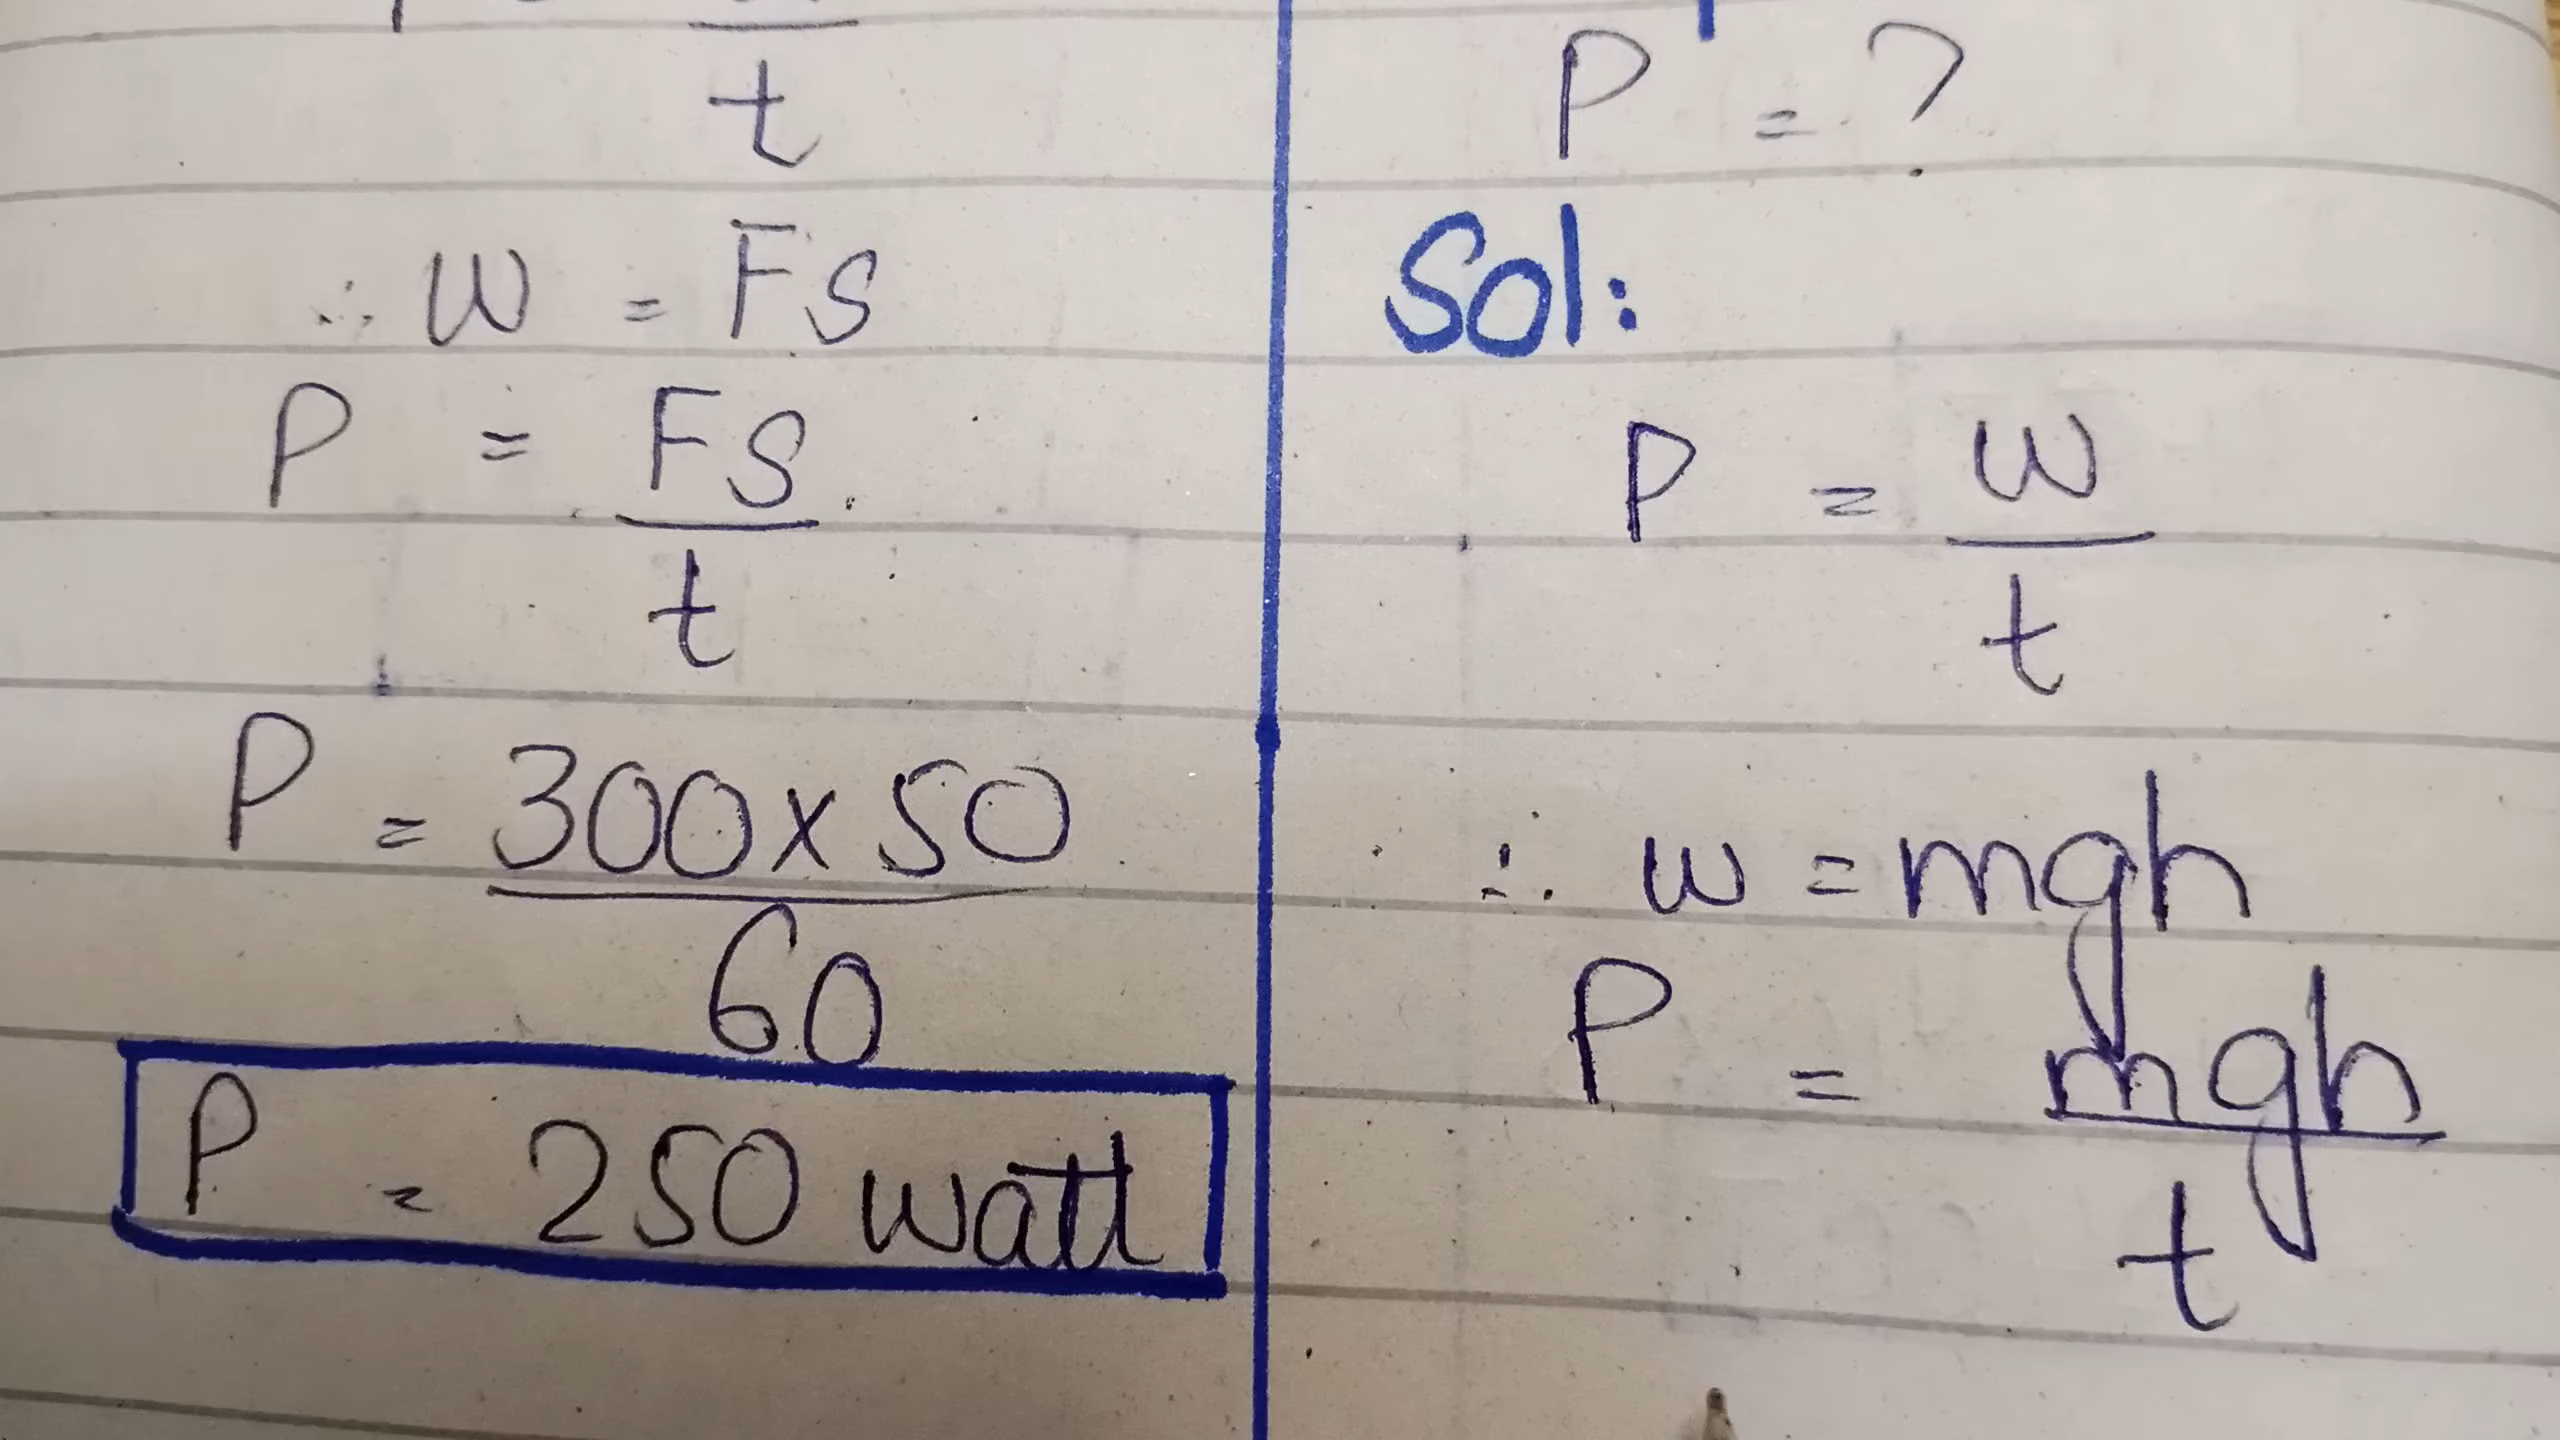 t
∴ W = FS
P = FS
t
P = 300 x 50
60
P = 250 watt
P = ?
Sol:
P = W
t
∴ W = mgh
P = mgh
t